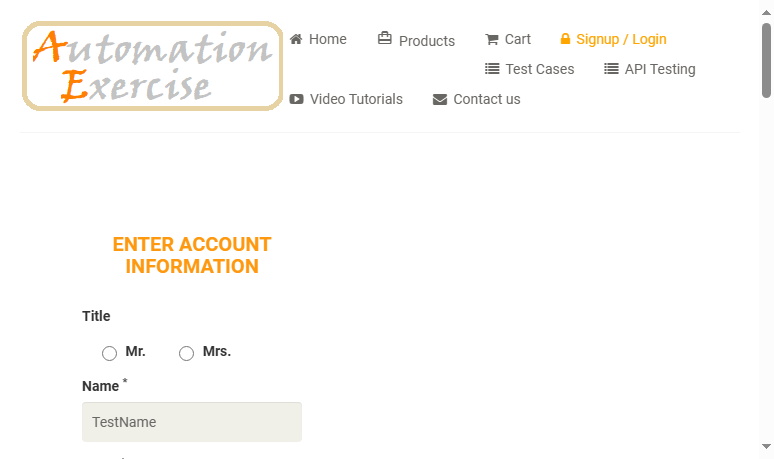 Automation
Exercise
Home
Products
Cart
Signup / Login
Test Cases
API Testing
Video Tutorials
Contact us
ENTER ACCOUNT
INFORMATION
Title
Mr.
Mrs.
Name *
TestName